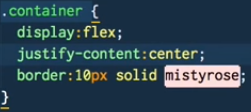 .container {
display:flex;
justify-content:center;
border:10px solid mistyrose;
}